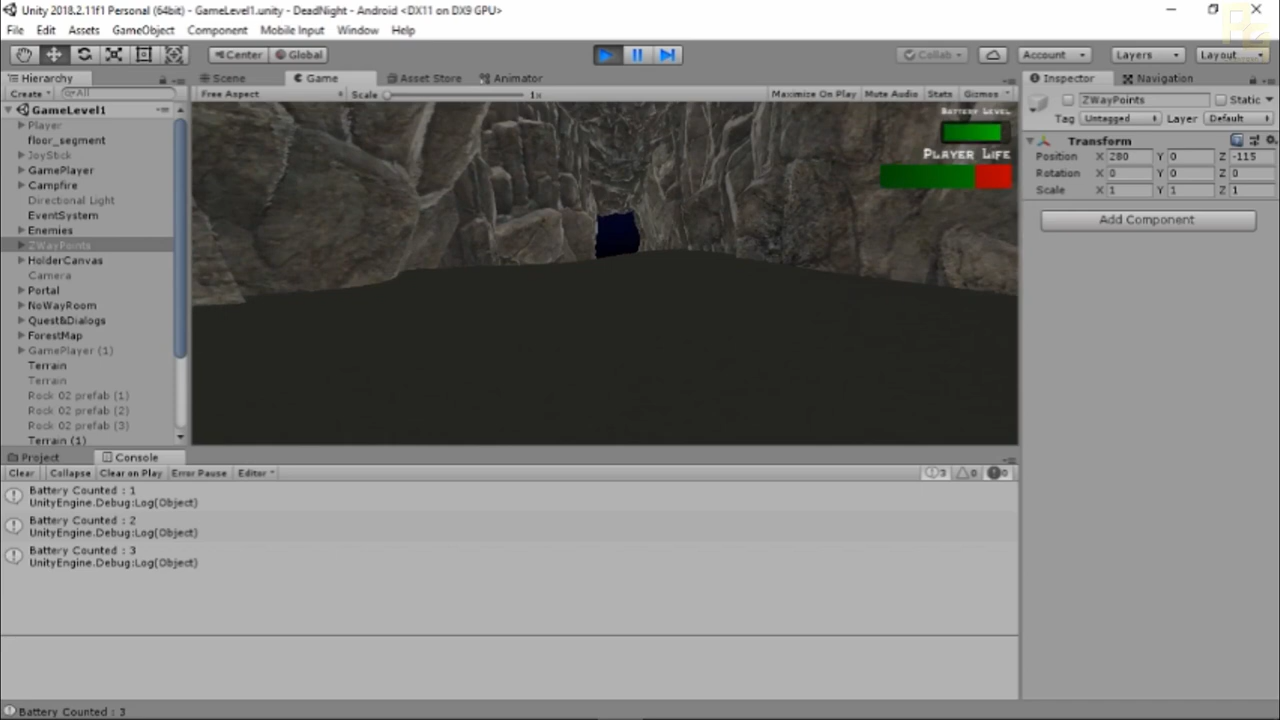 Unity 2018.2.11f1 Personal (64bit) - GameLevel1.unity - DeadNight - Android <DX11 on DX9 GPU>
File Edit Assets GameObject Component Mobile Input Window Help
Center Global Collab Account Layers Layout
Hierarchy Scene Game Asset Store Animator Inspector Navigation
Create All Free Aspect Scale 1x Maximize On Play Mute Audio Stats Gizmos ZWayPoints Static
GameLevel1
Tag Untagged Layer Default
Player
floor_segment
JoyStick
GamePlayer
Campfire
Directional Light
EventSystem
Enemies
ZWayPoints
HolderCanvas
Camera
Portal
NoWayRoom
Quest&Dialogs
ForestMap
GamePlayer (1)
Terrain
Terrain
Rock 02 prefab (1)
Rock 02 prefab (2)
Rock 02 prefab (3)
Terrain (1)
Battery Level
Player Life
Transform
Position X 280 Y 0 Z -115
Rotation X 0 Y 0 Z 0
Scale X 1 Y 1 Z 1
Add Component
Project Console
Clear Collapse Clear on Play Error Pause Editor 3 0 0
Battery Counted : 1
UnityEngine.Debug:Log(Object)
Battery Counted : 2
UnityEngine.Debug:Log(Object)
Battery Counted : 3
UnityEngine.Debug:Log(Object)
Battery Counted : 3